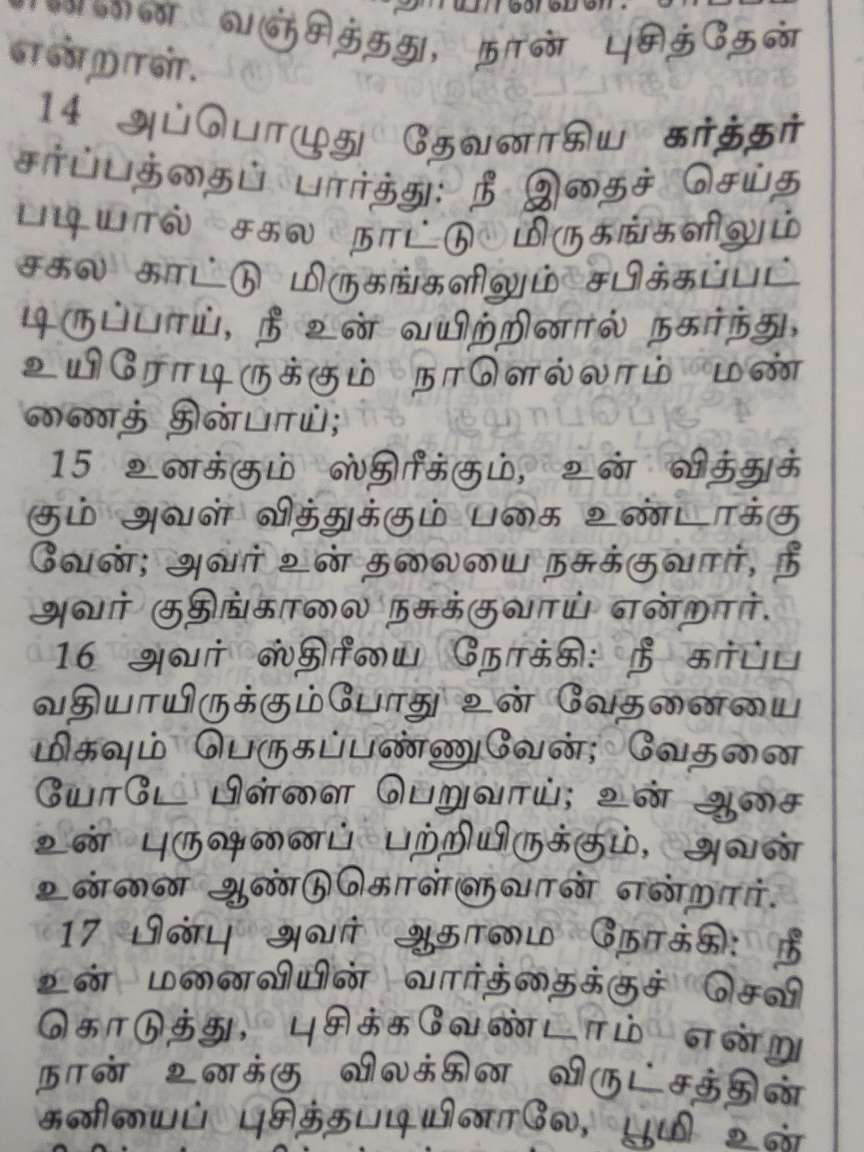 வஞ்சித்தது, நான் புசித்தேன்
என்றாள்.
14 அப்பொழுது தேவனாகிய கர்த்தர்
சர்ப்பத்தைப் பார்த்து: நீ இதைச் செய்த
படியால் சகல நாட்டு மிருகங்களிலும்
சகல காட்டு மிருகங்களிலும் சபிக்கப்பட்
டிருப்பாய், நீ உன் வயிற்றினால் நகர்ந்து,
உயிரோடிருக்கும் நாளெல்லாம் மண்
ணைத் தின்பாய்;
15 உனக்கும் ஸ்திரீக்கும், உன் வித்துக்
கும் அவள் வித்துக்கும் பகை உண்டாக்கு
வேன்; அவர் உன் தலையை நசுக்குவார், நீ
அவர் குதிங்காலை நசுக்குவாய் என்றார்.
16 அவர் ஸ்திரீயை நோக்கி: நீ கர்ப்ப
வதியாயிருக்கும்போது உன் வேதனையை
மிகவும் பெருகப்பண்ணுவேன்; வேதனை
யோடே பிள்ளை பெறுவாய்; உன் ஆசை
உன் புருஷனைப் பற்றியிருக்கும், அவன்
உன்னை ஆண்டுகொள்ளுவான் என்றார்.
17 பின்பு அவர் ஆதாமை நோக்கி: நீ
உன் மனைவியின் வார்த்தைக்குச் செவி
கொடுத்து, புசிக்கவேண்டாம் என்று
நான் உனக்கு விலக்கின விருட்சத்தின்
கனியைப் புசித்தபடியினாலே, பூமி உன்